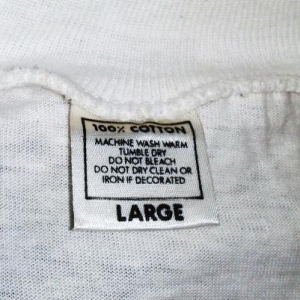 100% COTTON
MACHINE WASH WARM
TUMBLE DRY
DO NOT BLEACH
DO NOT DRY CLEAN OR
IRON IF DECORATED
LARGE